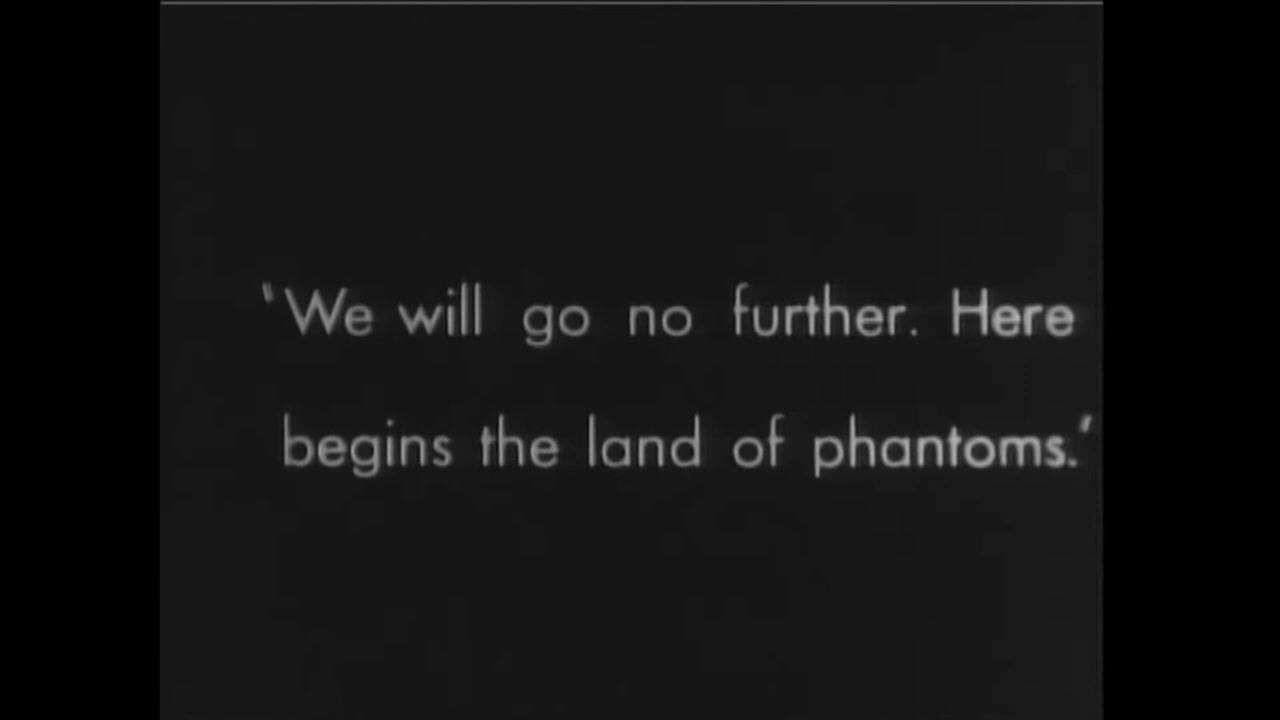 'We will go no further. Here
begins the land of phantoms.'